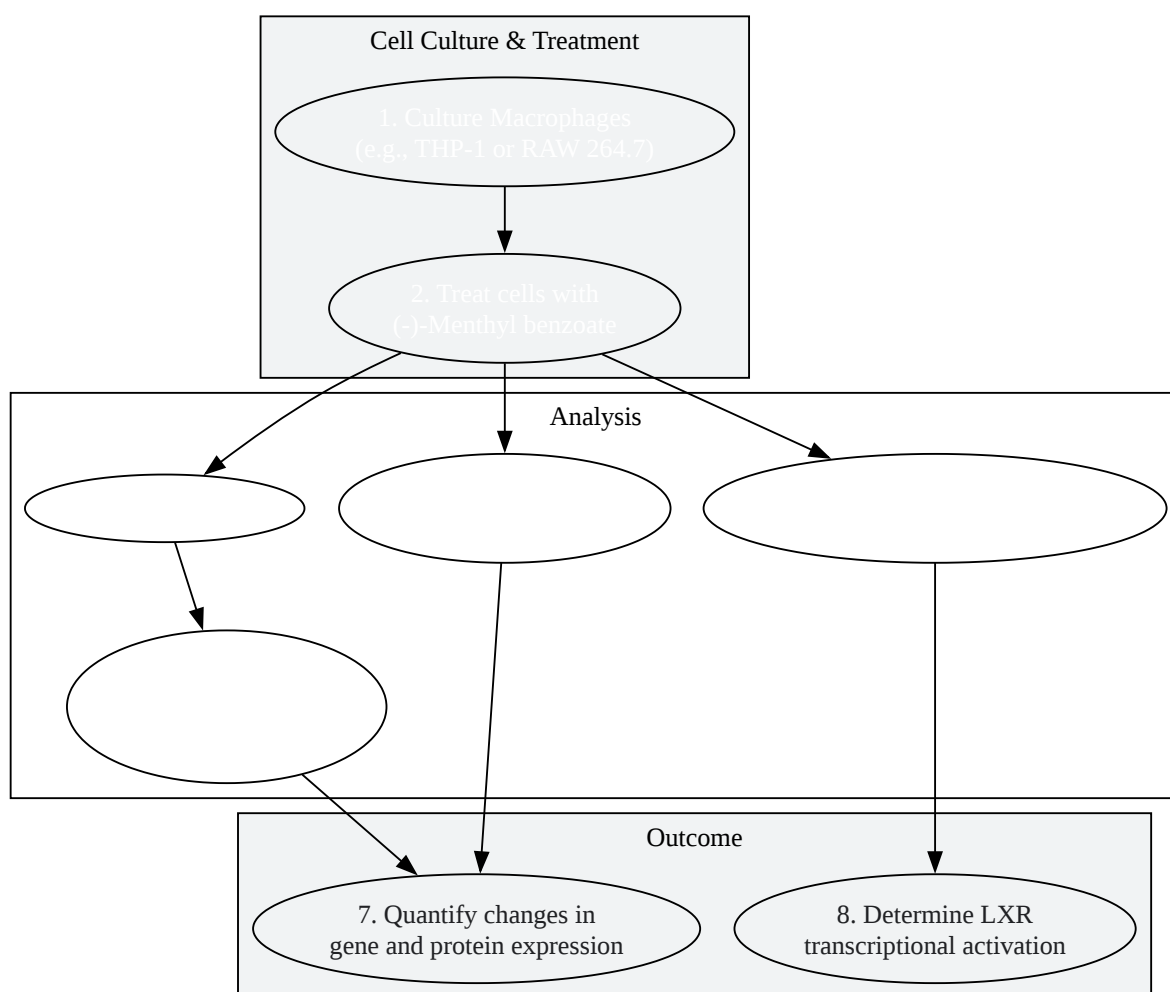 Cell Culture & Treatment
1. Culture Macrophages
(e.g., THP-1 or RAW 264.7)
2. Treat cells with
(-)-Menthyl benzoate
Analysis
Outcome
7. Quantify changes in
gene and protein expression
8. Determine LXR
transcriptional activation